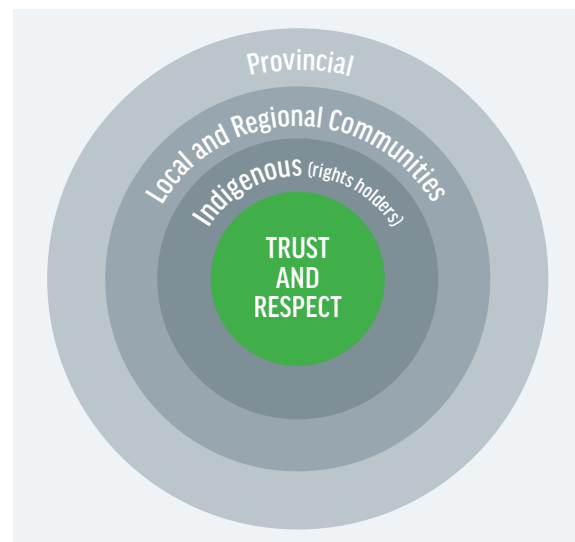 Provincial
Local and Regional Communities
Indigenous (rights holders)
TRUST
AND
RESPECT